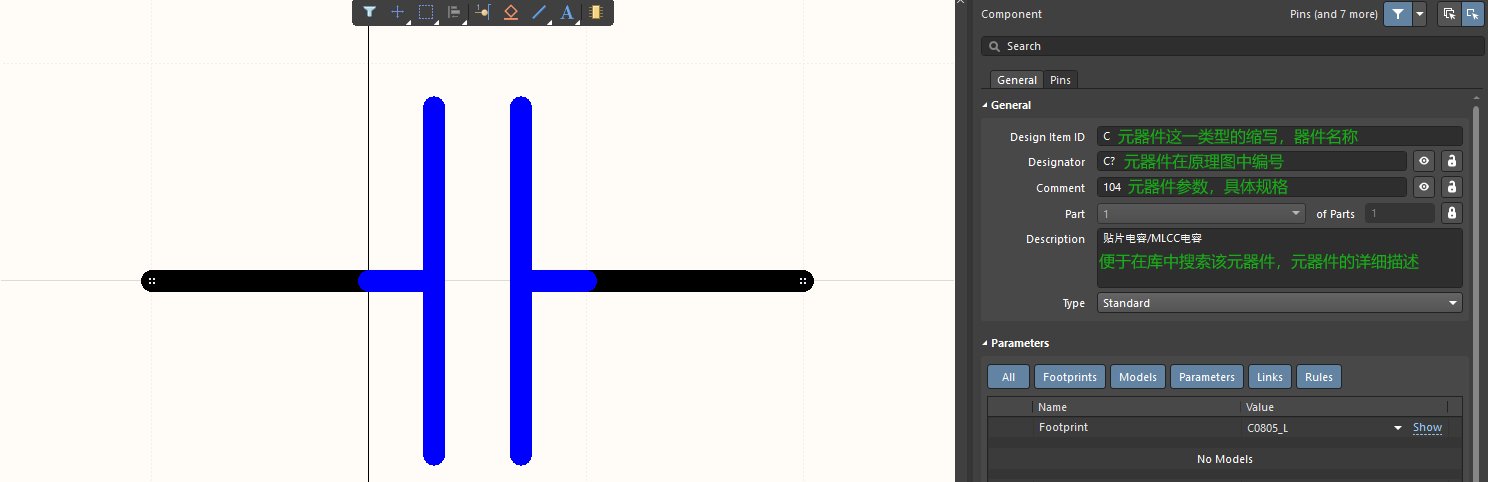 A
Component
Pins (and 7 more)
Search
General
Pins
General
Design Item ID
C 元器件这一类型的缩写，器件名称
Designator
C? 元器件在原理图中编号
Comment
104 元器件参数，具体规格
Part
1
of Parts
1
Description
贴片电容/MLCC电容
便于在库中搜索该元器件，元器件的详细描述
Type
Standard
Parameters
All
Footprints
Models
Parameters
Links
Rules
Name
Value
Footprint
C0805_L
Show
No Models